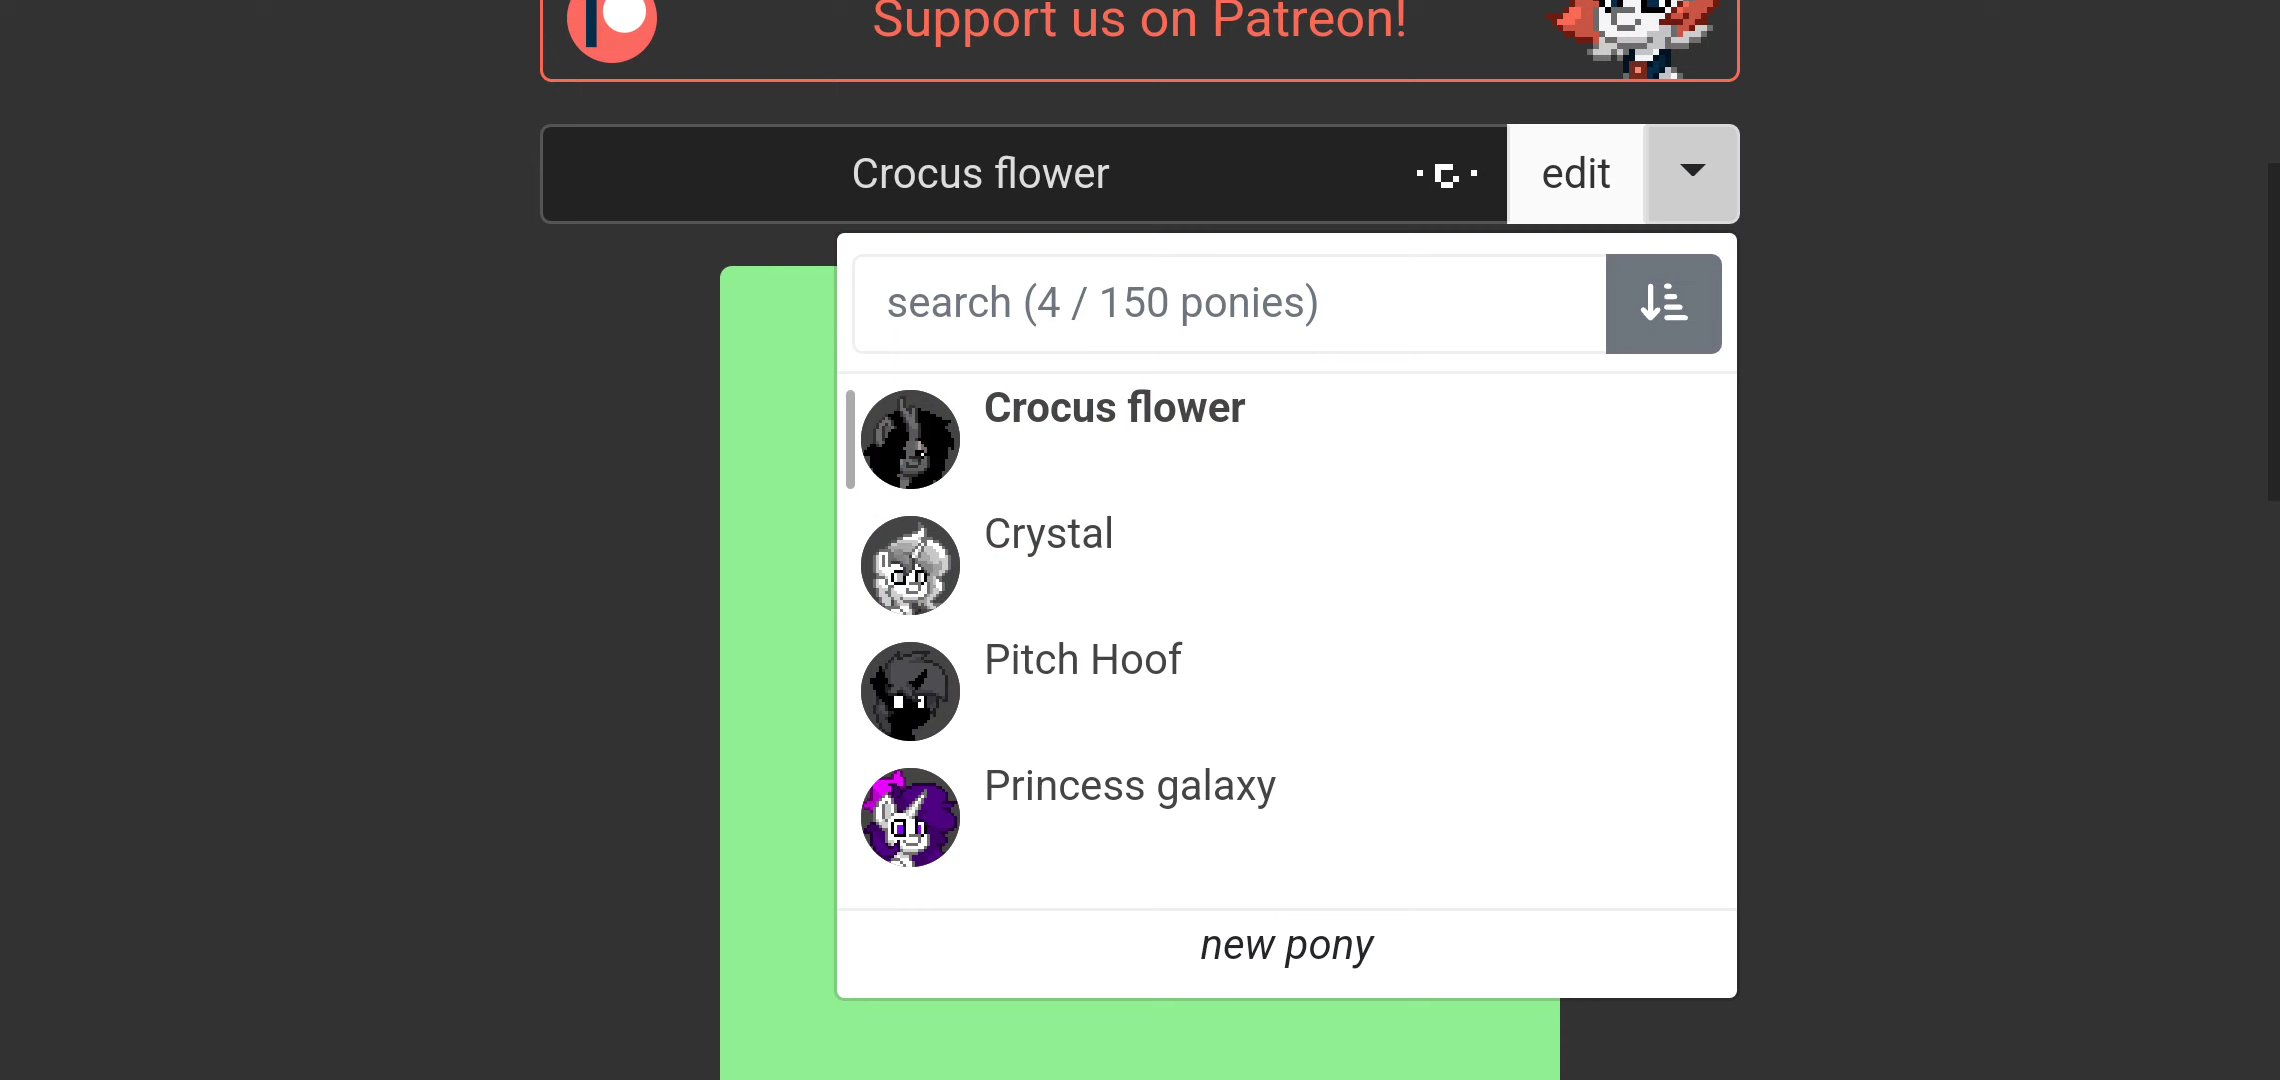 Support us on Patreon!
Crocus flower
edit
search (4 / 150 ponies)
Crocus flower
Crystal
Pitch Hoof
Princess galaxy
new pony